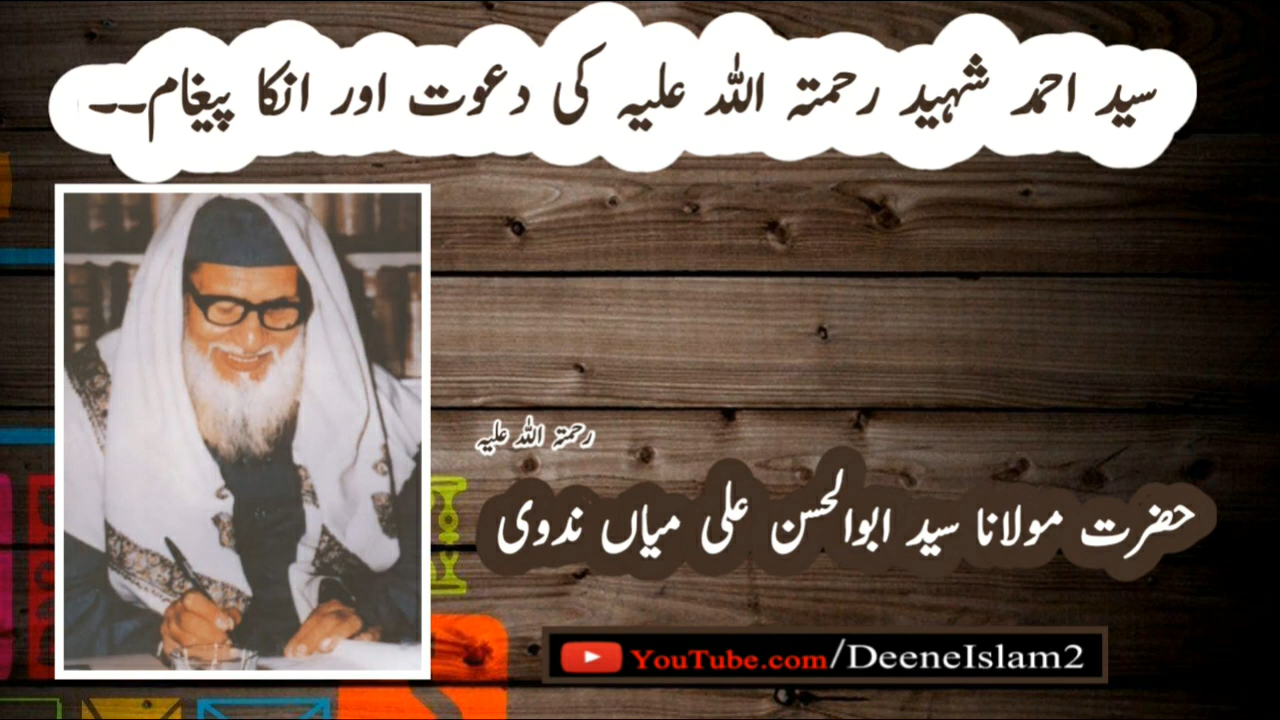 سید احمد شہید رحمتہ اللہ علیہ کی دعوت اور انکا پیغام۔۔
رحمتہ اللہ علیہ
حضرت مولانا سید ابوالحسن علی میاں ندوی
YouTube.com/DeeneIslam2